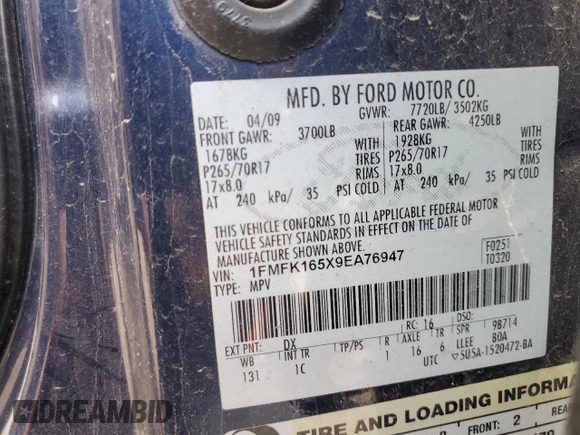 MFD. BY FORD MOTOR CO.
DATE: 04/09 GVWR: 7720LB/ 3502KG
FRONT GAWR: 3700LB REAR GAWR: 4250LB
1678KG WITH 1928KG WITH
P265/70R17 TIRES P265/70R17 TIRES
17x8.0 RIMS 17x8.0 RIMS
AT 240 kPa/ 35 PSI COLD AT 240 kPa/ 35 PSI COLD
THIS VEHICLE CONFORMS TO ALL APPLICABLE FEDERAL MOTOR
VEHICLE SAFETY STANDARDS IN EFFECT ON THE DATE OF
MANUFACTURE SHOWN ABOVE.
VIN: 1FMFK165X9EA76947 F0251
TYPE: MPV T0320
EXT PNT: DX RC: 16 DSO:
WB INT TR TP/PS R AXLE TR SPR 9B714
131 1C 1 16 6 LLEE B0A
UTC ▽5U5A-1520472-BA
TIRE AND LOADING INFORMA
FRONT: 2 REA
DREAMBID